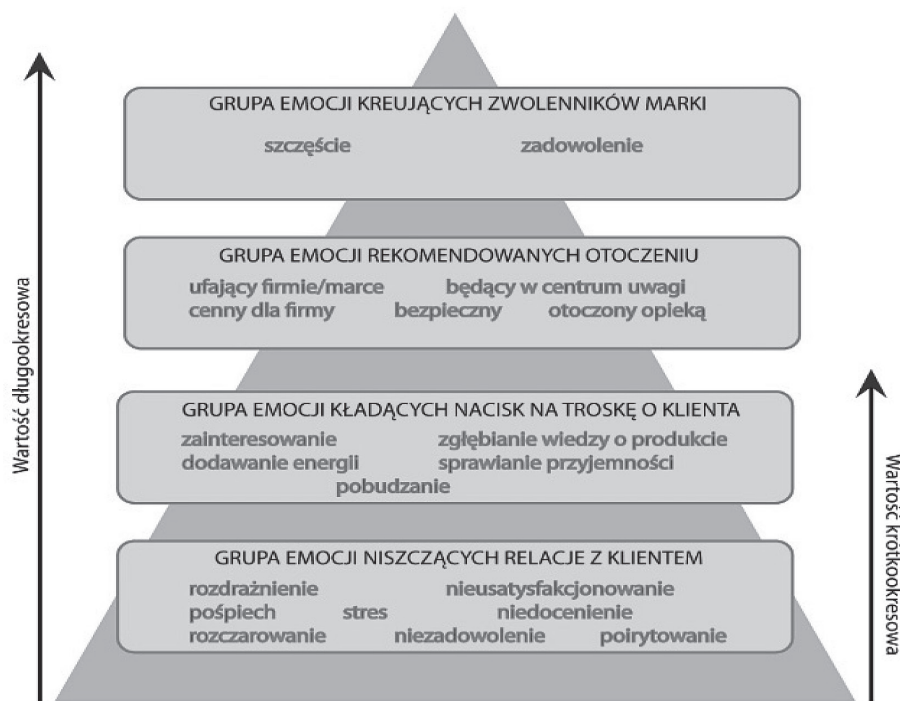 GRUPA EMOCJI KREUJĄCYCH ZWOLENNIKÓW MARKI
szczęście zadowolenie
GRUPA EMOCJI REKOMENDOWANYCH OTOCZENIU
ufający firmie/marce będący w centrum uwagi
cenny dla firmy bezpieczny otoczony opieką
GRUPA EMOCJI KŁADĄCYCH NACISK NA TROSKĘ O KLIENTA
zainteresowanie zgłębianie wiedzy o produkcie
dodawanie energii sprawianie przyjemności
pobudzanie
GRUPA EMOCJI NISZCZĄCYCH RELACJE Z KLIENTEM
rozdrażnienie nieusatysfakcjonowanie
pośpiech stres niedocenienie
rozczarowanie niezadowolenie poirytowanie
Wartość długookresowa
Wartość krótkookresowa